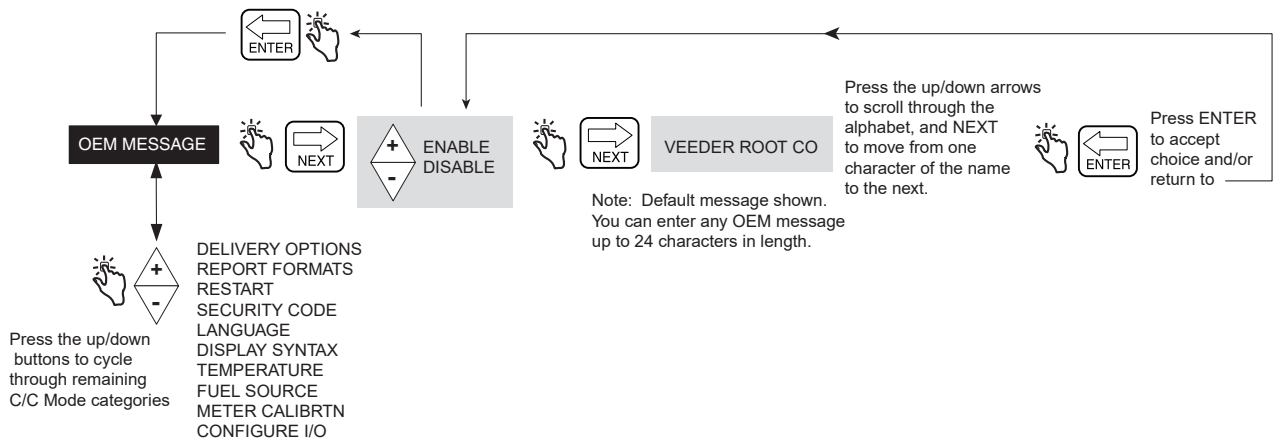 ENTER
OEM MESSAGE
NEXT
+
-
ENABLE
DISABLE
NEXT
VEEDER ROOT CO
Note: Default message shown.
You can enter any OEM message
up to 24 characters in length.
Press the up/down arrows
to scroll through the
alphabet, and NEXT
to move from one
character of the name
to the next.
ENTER
Press ENTER
to accept
choice and/or
return to
+
-
Press the up/down
buttons to cycle
through remaining
C/C Mode categories
DELIVERY OPTIONS
REPORT FORMATS
RESTART
SECURITY CODE
LANGUAGE
DISPLAY SYNTAX
TEMPERATURE
FUEL SOURCE
METER CALIBRTN
CONFIGURE I/O